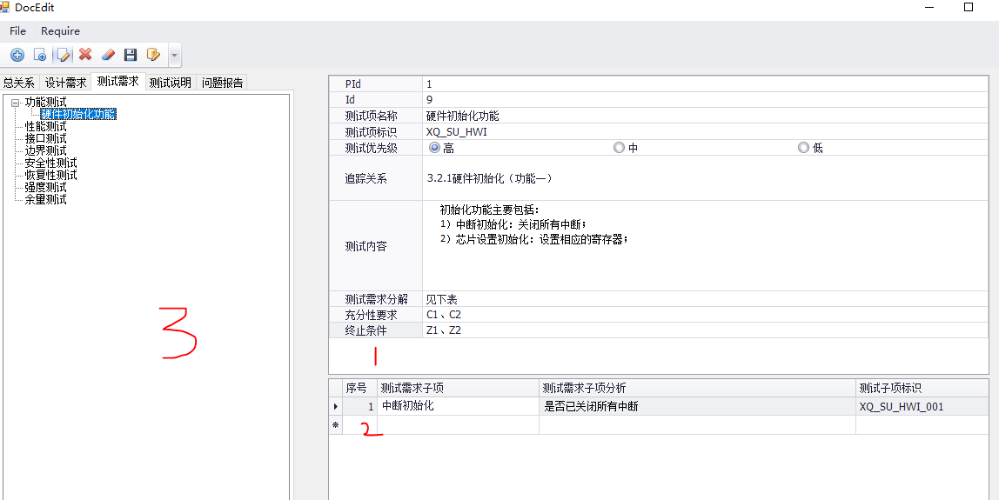 DocEdit
File Require
总关系 设计需求 测试需求 测试说明 问题报告
功能测试
硬件初始化功能
性能测试
接口测试
边界测试
安全性测试
恢复性测试
强度测试
余量测试
3
PId 1
Id 9
测试项名称 硬件初始化功能
测试项标识 XQ_SU_HWI
测试优先级 高 中 低
追踪关系 3.2.1硬件初始化（功能一）
测试内容 初始化功能主要包括：
1）中断初始化：关闭所有中断；
2）芯片设置初始化：设置相应的寄存器；
测试需求分解 见下表
充分性要求 C1、C2
终止条件 Z1、Z2
1
序号 测试需求子项 测试需求子项分析 测试子项标识
1 中断初始化 是否已关闭所有中断 XQ_SU_HWI_001
2